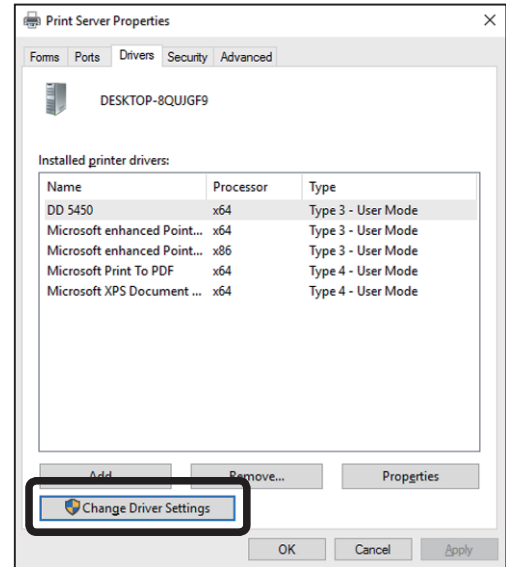 Print Server Properties
Forms Ports Drivers Security Advanced
DESKTOP-8QUJGF9
Installed printer drivers:
Name Processor Type
DD 5450 x64 Type 3 - User Mode
Microsoft enhanced Point... x64 Type 3 - User Mode
Microsoft enhanced Point... x86 Type 3 - User Mode
Microsoft Print To PDF x64 Type 4 - User Mode
Microsoft XPS Document ... x64 Type 4 - User Mode
Add Remove... Properties
Change Driver Settings
OK Cancel Apply